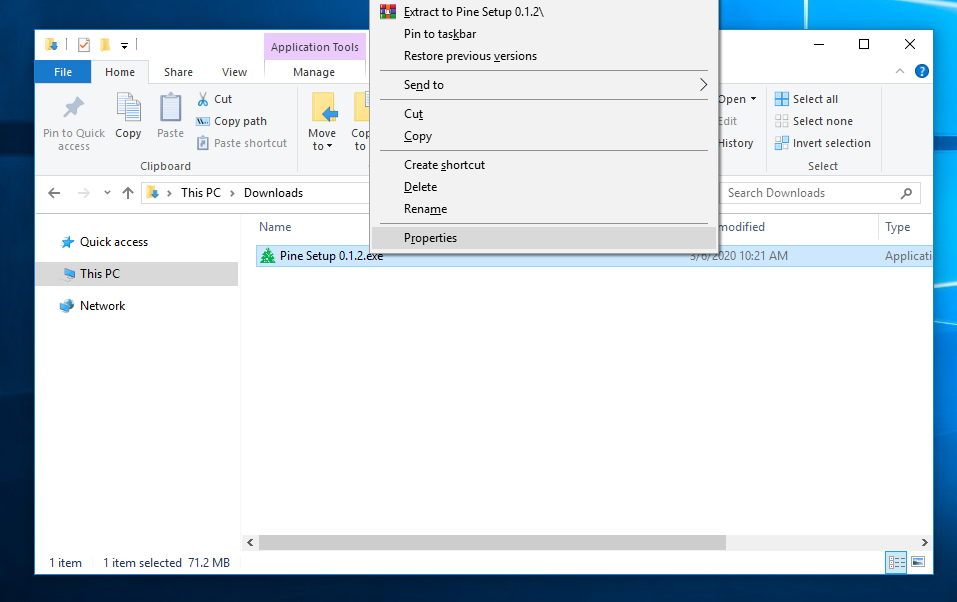 Extract to Pine Setup 0.1.2\
Pin to taskbar
Restore previous versions
Send to
Cut
Copy
Create shortcut
Delete
Rename
Properties
Application Tools
File
Home
Share
View
Manage
Pin to Quick
access
Copy
Paste
Cut
Copy path
Paste shortcut
Clipboard
Move
to
Cop
to
Open
Edit
History
Select all
Select none
Invert selection
Select
This PC
Downloads
Search Downloads
Name
modified
Type
Quick access
This PC
Network
Pine Setup 0.1.2.exe
3/6/2020 10:21 AM
Applicati
1 item
1 item selected 71.2 MB